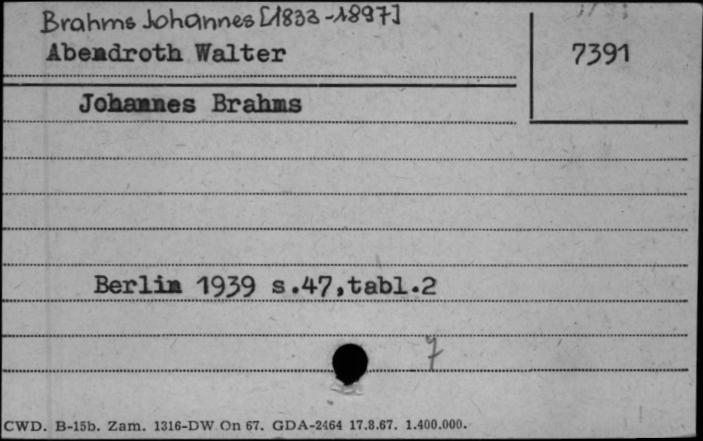 Brahms Johannes [1833-1897]
Abendroth Walter
7391
Johannes Brahms
Berlin 1939 s.47,tabl.2
7
CWD. B-15b. Zam. 1316-DW On 67. GDA-2464 17.8.67. 1.400.000.